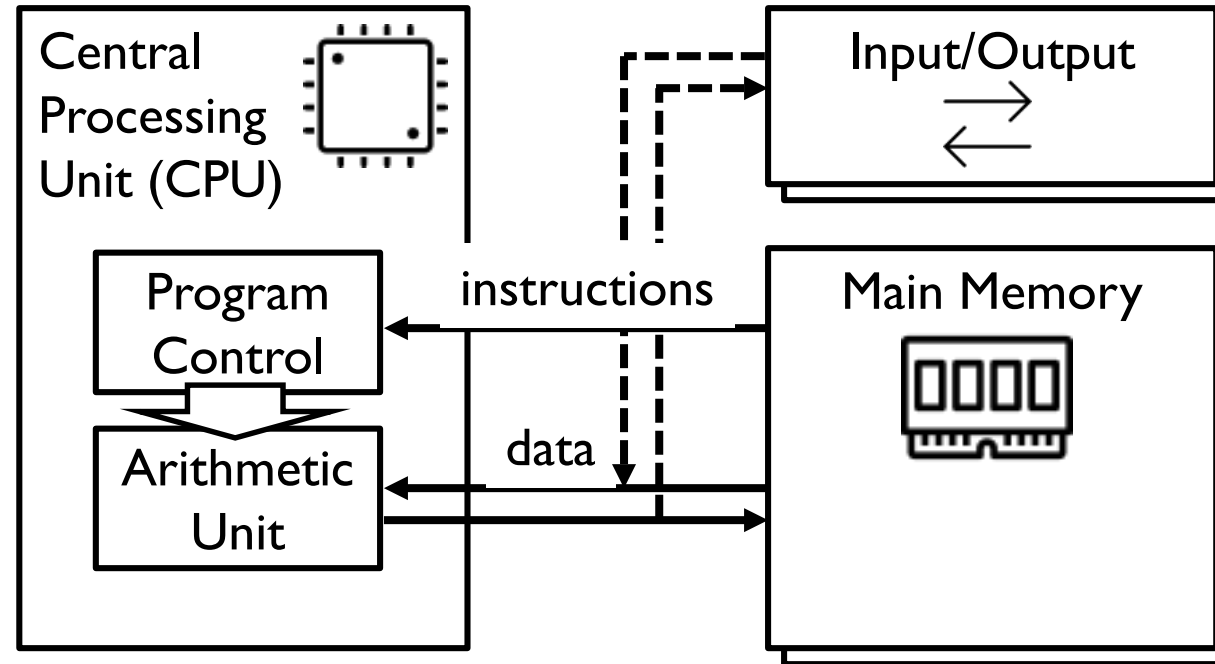 Central
Processing
Unit (CPU)
Input/Output
Program
Control
instructions
Main Memory
Arithmetic
Unit
data